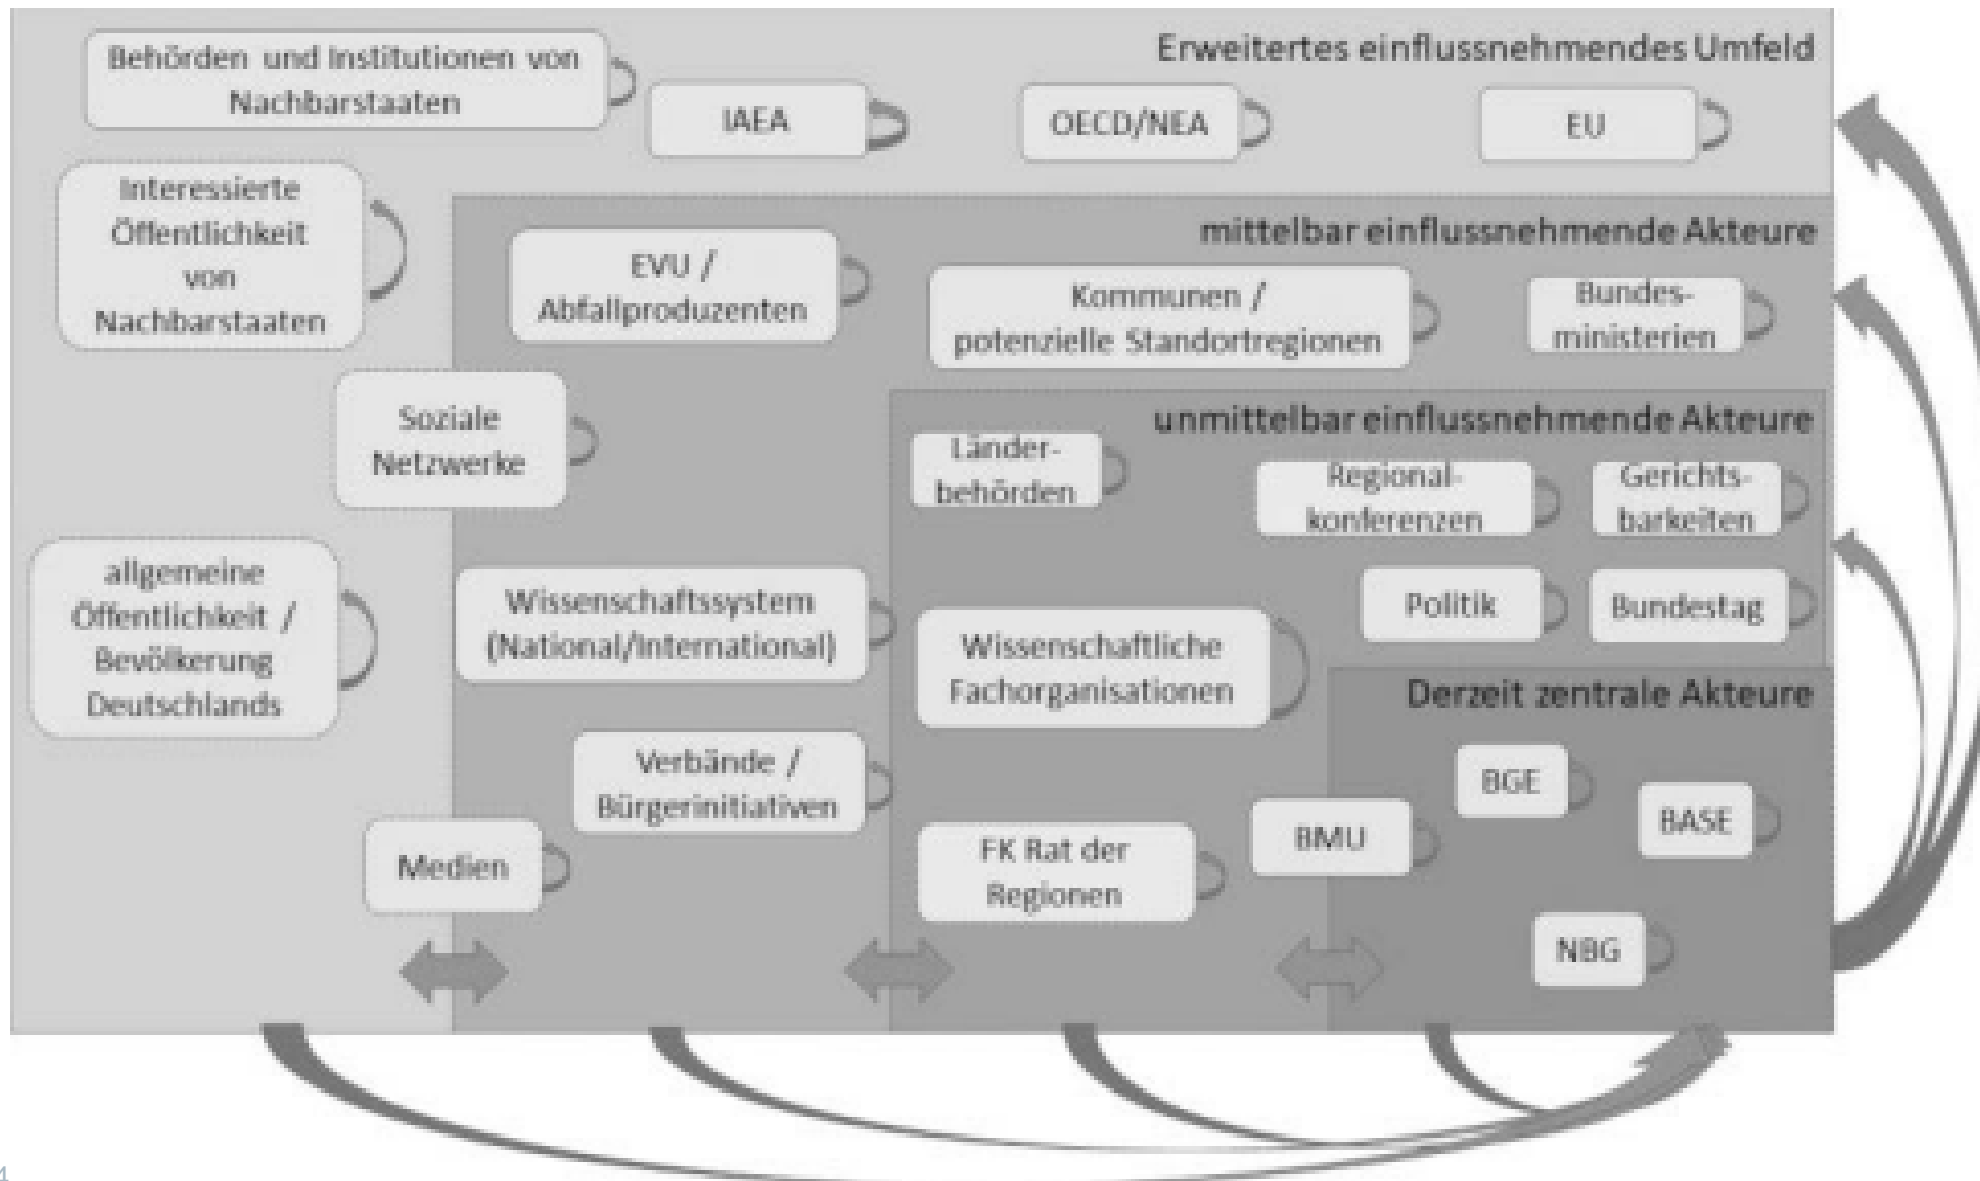 Erweitertes einflussnehmendes Umfeld
Behörden und Institutionen von
Nachbarstaaten
IAEA
OECD/NEA
EU
Interessierte
Öffentlichkeit
von
Nachbarstaaten
mittelbar einflussnehmende Akteure
EVU /
Abfallproduzenten
Kommunen /
potenzielle Standortregionen
Bundes-
ministerien
Soziale
Netzwerke
unmittelbar einflussnehmende Akteure
Länder-
behörden
Regional-
konferenzen
Gerichts-
barkeiten
allgemeine
Öffentlichkeit /
Bevölkerung
Deutschlands
Wissenschaftssystem
(National/International)
Wissenschaftliche
Fachorganisationen
Politik
Bundestag
Derzeit zentrale Akteure
Verbände /
Bürgerinitiativen
BGE
BASE
Medien
FK Rat der
Regionen
BMU
NBG